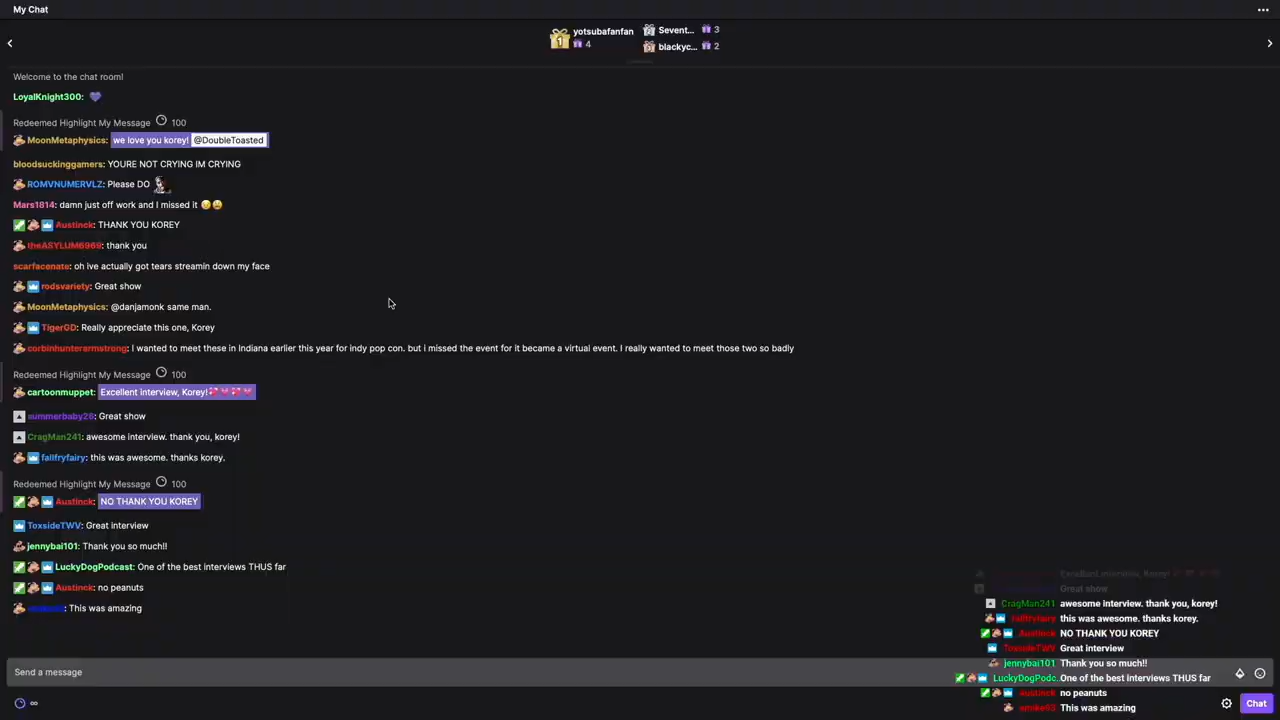 My Chat
yotsubafanfan
4
Sevent... 3
blackyc... 2
Welcome to the chat room!
LoyalKnight300:
Redeemed Highlight My Message 100
MoonMetaphysics: we love you korey! @DoubleToasted
bloodsuckinggamers: YOURE NOT CRYING IM CRYING
ROMVNUMERVLZ: Please DO
Mars1814: damn just off work and I missed it
Austinck: THANK YOU KOREY
theASYLUM6969: thank you
scarfacenate: oh ive actually got tears streamin down my face
rodsvariety: Great show
MoonMetaphysics: @danjamonk same man.
TigerGD: Really appreciate this one, Korey
corbinhunterarmstrong: I wanted to meet these in Indiana earlier this year for indy pop con. but i missed the event for it became a virtual event. I really wanted to meet those two so badly
Redeemed Highlight My Message 100
cartoonmuppet: Excellent interview, Korey!
summerbaby28: Great show
CragMan241: awesome interview. thank you, korey!
fallfryfairy: this was awesome. thanks korey.
Redeemed Highlight My Message 100
Austinck: NO THANK YOU KOREY
ToxsideTWV: Great interview
jennybai101: Thank you so much!!
LuckyDogPodcast: One of the best interviews THUS far
Austinck: no peanuts
: This was amazing
Great show
CragMan241 awesome interview. thank you, korey!
fallfryfairy this was awesome. thanks korey.
Austinck NO THANK YOU KOREY
ToxsideTWV Great interview
jennybai101 Thank you so much!!
LuckyDogPodc... One of the best interviews THUS far
Austinck no peanuts
This was amazing
Send a message
Chat